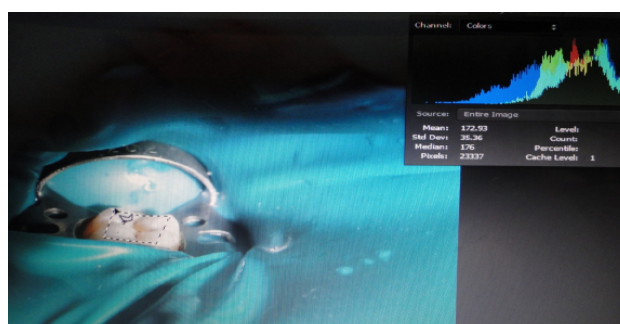 Channel: Colors
Source: Entire Image
Mean: 172.93 Level:
Std Dev: 35.36 Count:
Median: 176 Percentile:
Pixels: 23337 Cache Level: 1